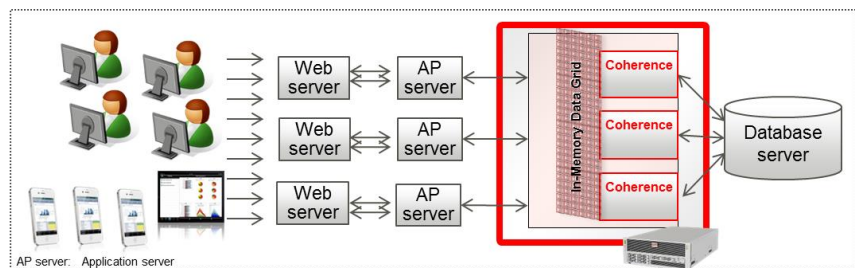 Web
server
AP
server
Web
server
AP
server
Web
server
AP
server
In-Memory Data Grid
Coherence
Coherence
Coherence
Database
server
AP server:   Application server